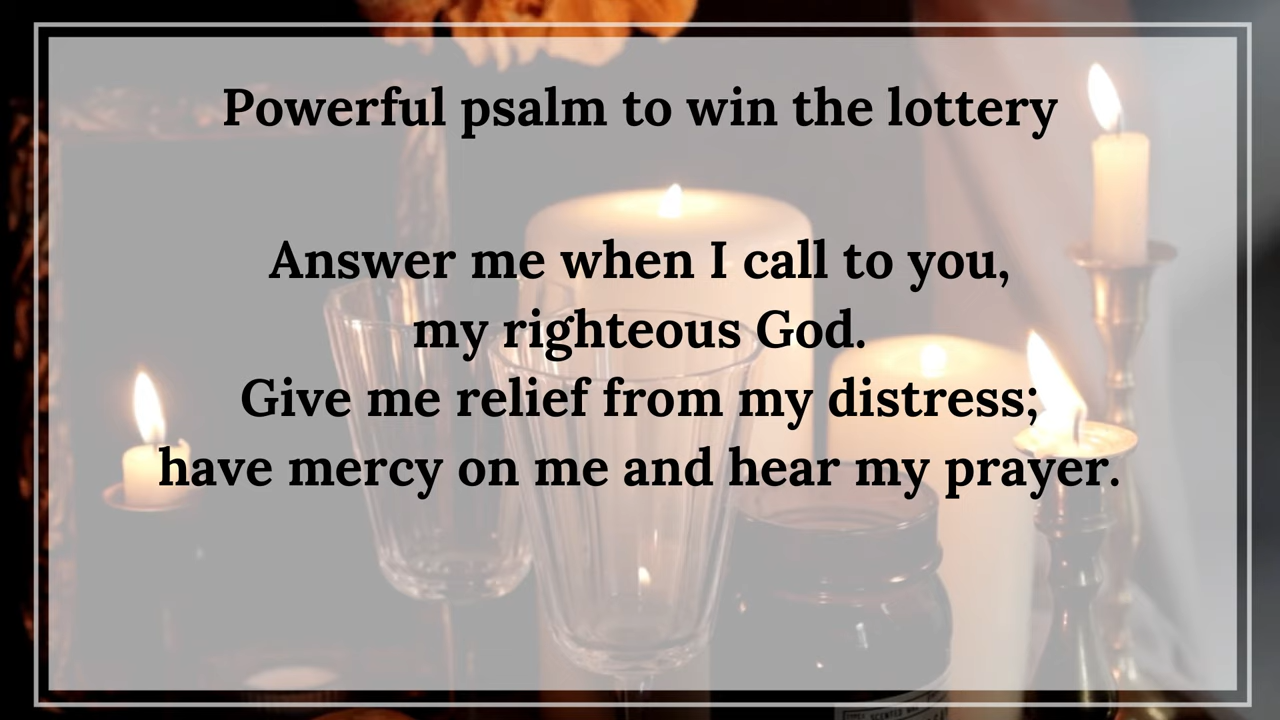 Powerful psalm to win the lottery
Answer me when I call to you,
my righteous God.
Give me relief from my distress;
have mercy on me and hear my prayer.